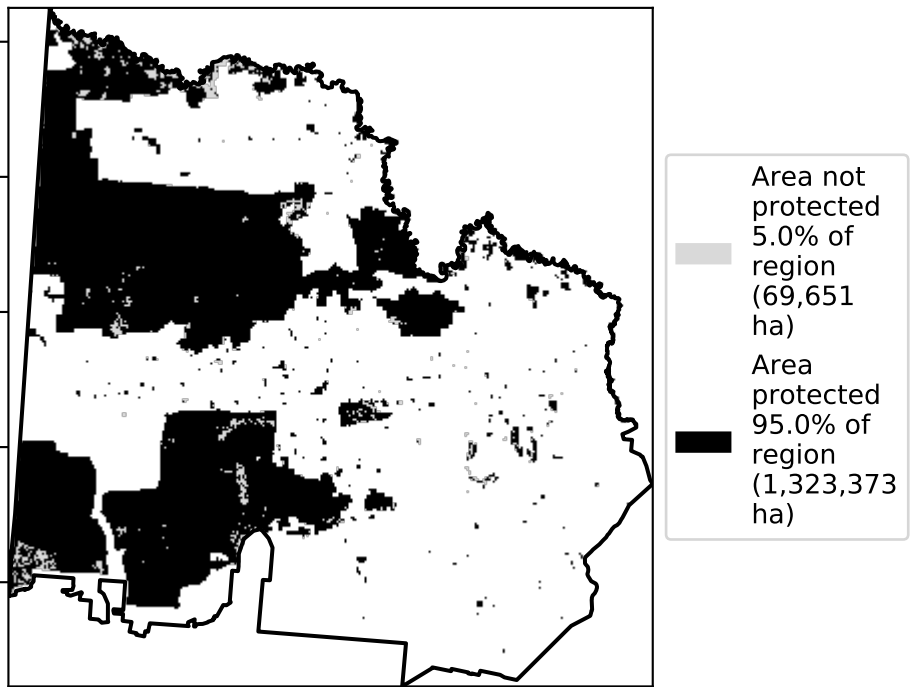 Area not
protected
5.0% of
region
(69,651
ha)
Area
protected
95.0% of
region
(1,323,373
ha)